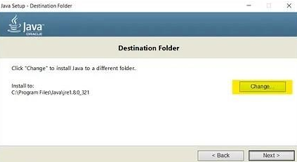 Java Setup - Destination Folder
Java
ORACLE
Destination Folder
Click "Change" to install Java to a different folder.
Install to:
C:\Program Files\Java\jre1.8.0_321
Change...
< Back
Next >